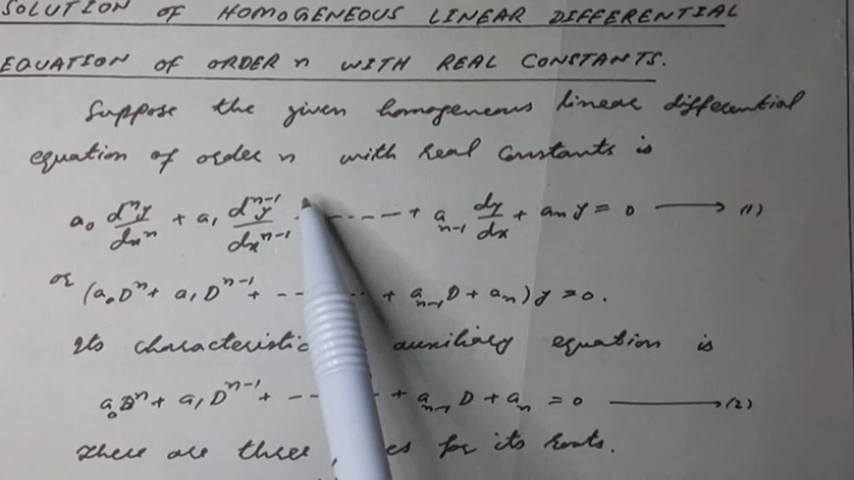 SOLUTION OF HOMOGENEOUS LINEAR DIFFERENTIAL
EQUATION OF ORDER n WITH REAL CONSTANTS.
Suppose the given homogeneous linear differential
equation of order n with real constants is
a₀ dⁿy/dxⁿ + a₁ dⁿ⁻¹y/dxⁿ⁻¹ ----- + aₙ₋₁ dy/dx + aₙ y = 0 ⟶ (1)
or (a₀Dⁿ + a₁Dⁿ⁻¹ + -- + aₙ₋₁D + aₙ) y = 0.
Its characteristic auxiliary equation is
a₀Dⁿ + a₁Dⁿ⁻¹ + -- + aₙ₋₁D + aₙ = 0 ⟶ (2)
There are three for its roots.